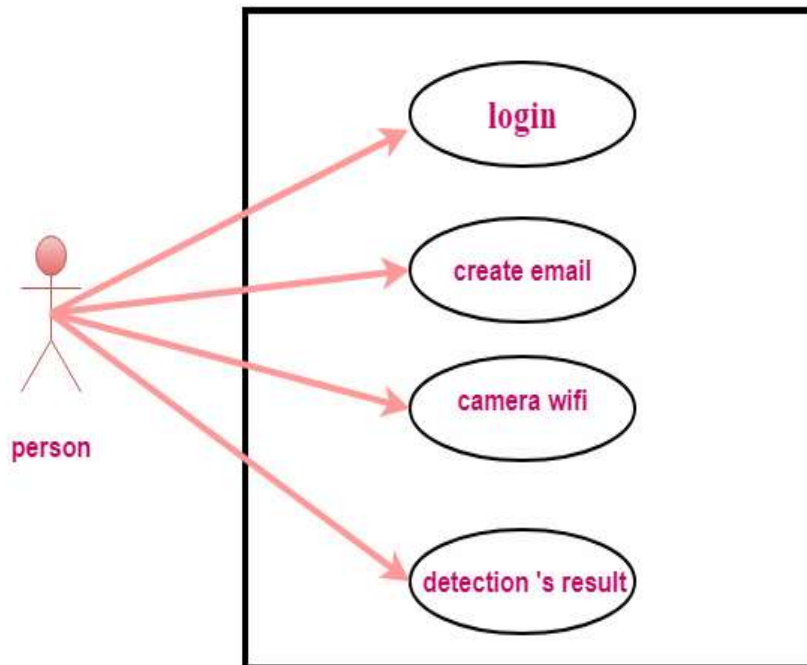 login
create email
camera wifi
person
detection 's result